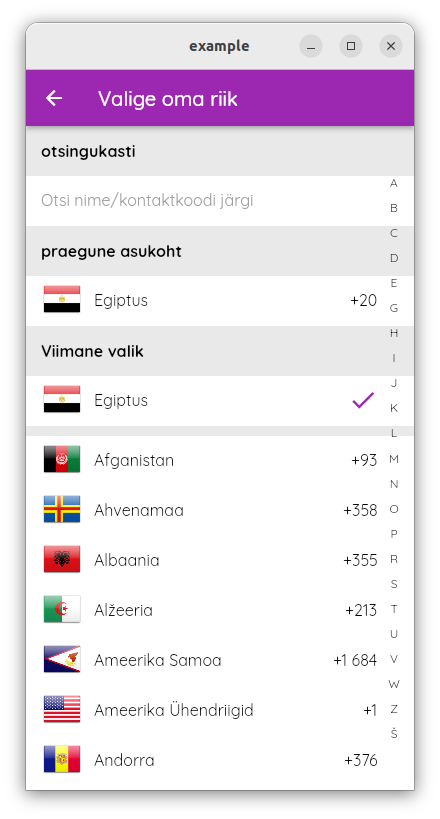 example
Valige oma riik
otsingukasti
Otsi nime/kontaktkoodi järgi
praegune asukoht
Egiptus +20
Viimane valik
Egiptus
Afganistan +93
Ahvenamaa +358
Albaania +355
Alžeeria +213
Ameerika Samoa +1 684
Ameerika Ühendriigid +1
Andorra +376
A
B
C
D
E
G
H
I
J
K
L
M
N
O
P
R
S
T
U
V
W
Z
Š